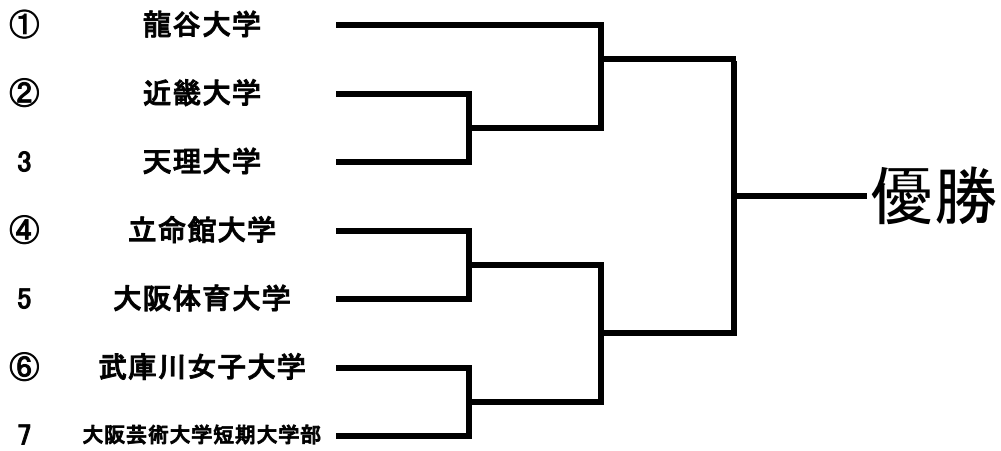 ① 龍谷大学
② 近畿大学
3 天理大学
優勝
④ 立命館大学
5 大阪体育大学
⑥ 武庫川女子大学
7 大阪芸術大学短期大学部